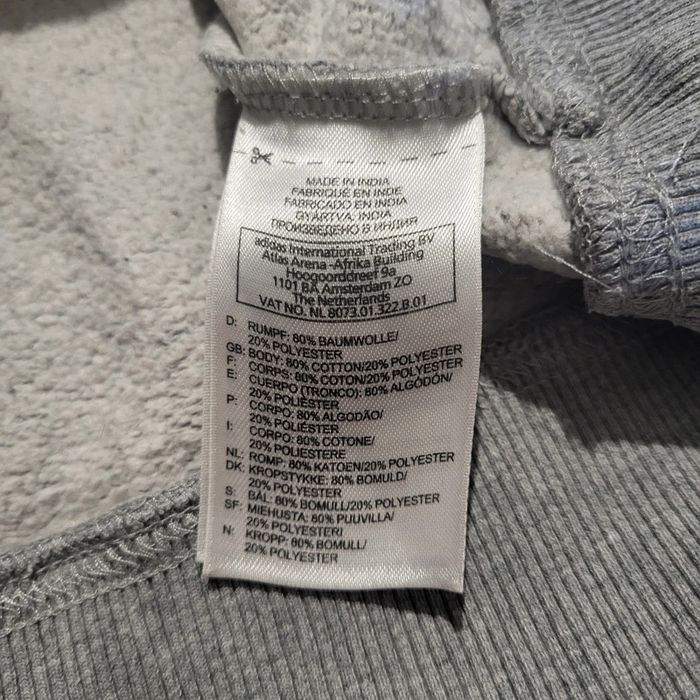 MADE IN INDIA
FABRIQUÉ EN INDE
FABRICADO EN INDIA
GYÁRTVA: INDIA
ПРОИЗВЕДЕНО В ИНДИЯ
adidas International Trading BV
Atlas Arena -Afrika Building
Hoogoorddreef 9a
1101 BA Amsterdam ZO
The Netherlands
VAT NO. NL 8073.01.322.B.01
D: RUMPF: 80% BAUMWOLLE/
20% POLYESTER
GB: BODY: 80% COTTON/20% POLYESTER
F: CORPS: 80% COTON/20% POLYESTER
E: CUERPO (TRONCO): 80% ALGODÓN/
20% POLIÉSTER
P: CORPO: 80% ALGODÃO/
20% POLIÉSTER
I: CORPO: 80% COTONE/
20% POLIESTERE
NL: ROMP: 80% KATOEN/20% POLYESTER
DK: KROPSTYKKE: 80% BOMULD/
20% POLYESTER
S: BÅL: 80% BOMULL/20% POLYESTER
SF: MIEHUSTA: 80% PUUVILLA/
20% POLYESTERI
N: KROPP: 80% BOMULL/
20% POLYESTER